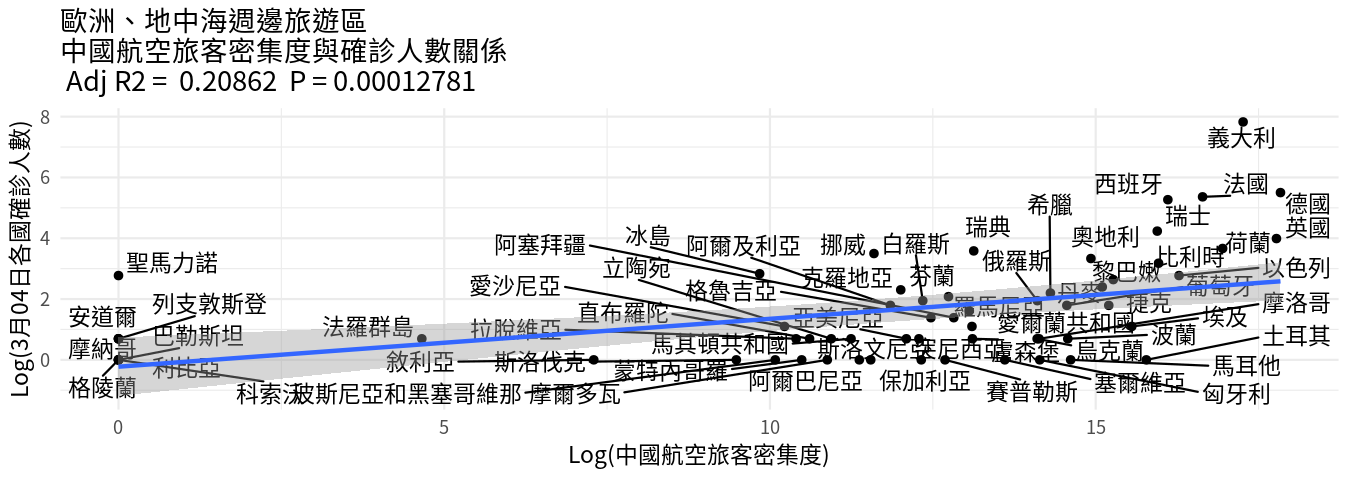 歐洲、地中海週邊旅遊區
中國航空旅客密集度與確診人數關係
Adj R2 = 0.20862 P = 0.00012781
Log(3月04日各國確診人數)
8
6
4
2
0
義大利
西班牙
法國
德國
英國
希臘
瑞士
瑞典
奧地利
荷蘭
冰島
阿塞拜疆
阿爾及利亞
挪威
白羅斯
俄羅斯
比利時
以色列
聖馬力諾
立陶宛
克羅地亞
芬蘭
黎巴嫩
愛沙尼亞
格魯吉亞
丹麥
葡萄牙
安道爾
列支敦斯登
直布羅陀
羅馬尼亞
捷克
摩洛哥
法羅群島
拉脫維亞
亞美尼亞
愛爾蘭共和國
埃及
摩納哥
巴勒斯坦
馬其頓共和國
斯洛文尼亞
突尼西亞
盧森堡
烏克蘭
波蘭
土耳其
利比亞
敘利亞
斯洛伐克
蒙特內哥羅
阿爾巴尼亞
保加利亞
塞爾維亞
馬耳他
格陵蘭
科索沃
波斯尼亞和黑塞哥維那
摩爾多瓦
賽普勒斯
匈牙利
0
5
10
15
Log(中國航空旅客密集度)